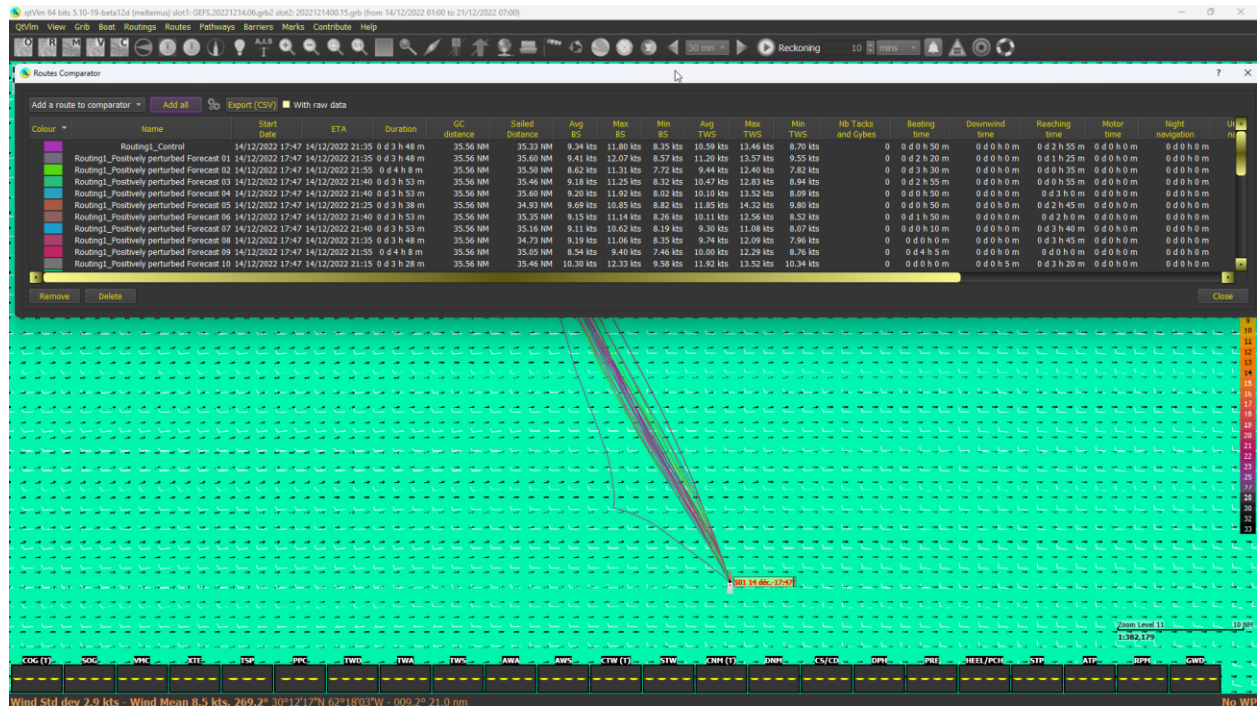 qtVlm 64 bits 5.10-19-beta12d (meltemus) slot1: GEFS.20221214.06.grb2 slot2: 2022121400.15.grb (from 14/12/2022 01:00 to 21/12/2022 07:00)
QtVlm View Grib Boat Routings Routes Pathways Barriers Marks Contribute Help
O R M V C A.I.S 30 mn Reckoning 10 mins
Routes Comparator ? X
Add a route to comparator Add all Export (CSV) With raw data
Colour Name Start Date ETA Duration GC distance Sailed Distance Avg BS Max BS Min BS Avg TWS Max TWS Min TWS Nb Tacks and Gybes Beating time Downwind time Reaching time Motor time Night navigation
Routing1_Control 14/12/2022 17:47 14/12/2022 21:35 0 d 3 h 48 m 35.56 NM 35.33 NM 9.34 kts 11.80 kts 8.35 kts 10.59 kts 13.46 kts 8.70 kts 0 0 d 0 h 50 m 0 d 0 h 0 m 0 d 2 h 55 m 0 d 0 h 0 m 0 d 0 h 0 m
Routing1_Positively perturbed Forecast 01 14/12/2022 17:47 14/12/2022 21:35 0 d 3 h 48 m 35.56 NM 35.60 NM 9.41 kts 12.07 kts 8.57 kts 11.20 kts 13.57 kts 9.55 kts 0 0 d 2 h 20 m 0 d 0 h 0 m 0 d 1 h 25 m 0 d 0 h 0 m 0 d 0 h 0 m
Routing1_Positively perturbed Forecast 02 14/12/2022 17:47 14/12/2022 21:55 0 d 4 h 8 m 35.56 NM 35.50 NM 8.62 kts 11.31 kts 7.72 kts 9.44 kts 12.40 kts 7.82 kts 0 0 d 3 h 30 m 0 d 0 h 0 m 0 d 0 h 35 m 0 d 0 h 0 m 0 d 0 h 0 m
Routing1_Positively perturbed Forecast 03 14/12/2022 17:47 14/12/2022 21:40 0 d 3 h 53 m 35.56 NM 35.46 NM 9.18 kts 11.25 kts 8.32 kts 10.47 kts 12.83 kts 8.94 kts 0 0 d 2 h 55 m 0 d 0 h 0 m 0 d 0 h 55 m 0 d 0 h 0 m 0 d 0 h 0 m
Routing1_Positively perturbed Forecast 04 14/12/2022 17:47 14/12/2022 21:40 0 d 3 h 53 m 35.56 NM 35.60 NM 9.20 kts 11.92 kts 8.02 kts 10.10 kts 13.52 kts 8.09 kts 0 0 d 0 h 50 m 0 d 0 h 0 m 0 d 3 h 0 m 0 d 0 h 0 m 0 d 0 h 0 m
Routing1_Positively perturbed Forecast 05 14/12/2022 17:47 14/12/2022 21:25 0 d 3 h 38 m 35.56 NM 34.93 NM 9.69 kts 10.85 kts 8.82 kts 11.85 kts 14.32 kts 9.80 kts 0 0 d 0 h 50 m 0 d 0 h 0 m 0 d 2 h 45 m 0 d 0 h 0 m 0 d 0 h 0 m
Routing1_Positively perturbed Forecast 06 14/12/2022 17:47 14/12/2022 21:40 0 d 3 h 53 m 35.56 NM 35.35 NM 9.15 kts 11.14 kts 8.26 kts 10.11 kts 12.56 kts 8.52 kts 0 0 d 1 h 50 m 0 d 0 h 0 m 0 d 2 h 0 m 0 d 0 h 0 m 0 d 0 h 0 m
Routing1_Positively perturbed Forecast 07 14/12/2022 17:47 14/12/2022 21:40 0 d 3 h 53 m 35.56 NM 35.16 NM 9.11 kts 10.62 kts 8.19 kts 9.30 kts 11.08 kts 8.07 kts 0 0 d 0 h 10 m 0 d 0 h 0 m 0 d 3 h 40 m 0 d 0 h 0 m 0 d 0 h 0 m
Routing1_Positively perturbed Forecast 08 14/12/2022 17:47 14/12/2022 21:35 0 d 3 h 48 m 35.56 NM 34.73 NM 9.19 kts 11.06 kts 8.35 kts 9.74 kts 12.09 kts 7.96 kts 0 0 d 0 h 0 m 0 d 0 h 0 m 0 d 3 h 45 m 0 d 0 h 0 m 0 d 0 h 0 m
Routing1_Positively perturbed Forecast 09 14/12/2022 17:47 14/12/2022 21:55 0 d 4 h 8 m 35.56 NM 35.05 NM 8.54 kts 9.40 kts 7.46 kts 10.00 kts 12.29 kts 8.76 kts 0 0 d 4 h 5 m 0 d 0 h 0 m 0 d 0 h 0 m 0 d 0 h 0 m 0 d 0 h 0 m
Routing1_Positively perturbed Forecast 10 14/12/2022 17:47 14/12/2022 21:15 0 d 3 h 28 m 35.56 NM 35.46 NM 10.30 kts 12.33 kts 9.58 kts 11.92 kts 13.52 kts 10.34 kts 0 0 d 0 h 0 m 0 d 0 h 5 m 0 d 3 h 20 m 0 d 0 h 0 m 0 d 0 h 0 m
Remove Delete Close
9
10
11
12
13
14
15
16
17
18
19
20
21
22
23
25
27
28
30
32
33
S01 14 déc.-17:47
Zoom Level 11 10 NM
1:382,179
COG (T) SOG VMC XTE TSP PPC TWD TWA TWS AWA AWS CTW (T) STW CNM (T) DNM CS/CD DPH PRE HEEL/PCH STP ATP RPM GWD
Wind Std dev 2.9 kts - Wind Mean 8.5 kts, 269.2° 30°12'17"N 62°18'03"W - 009.2° 21.0 nm No WP